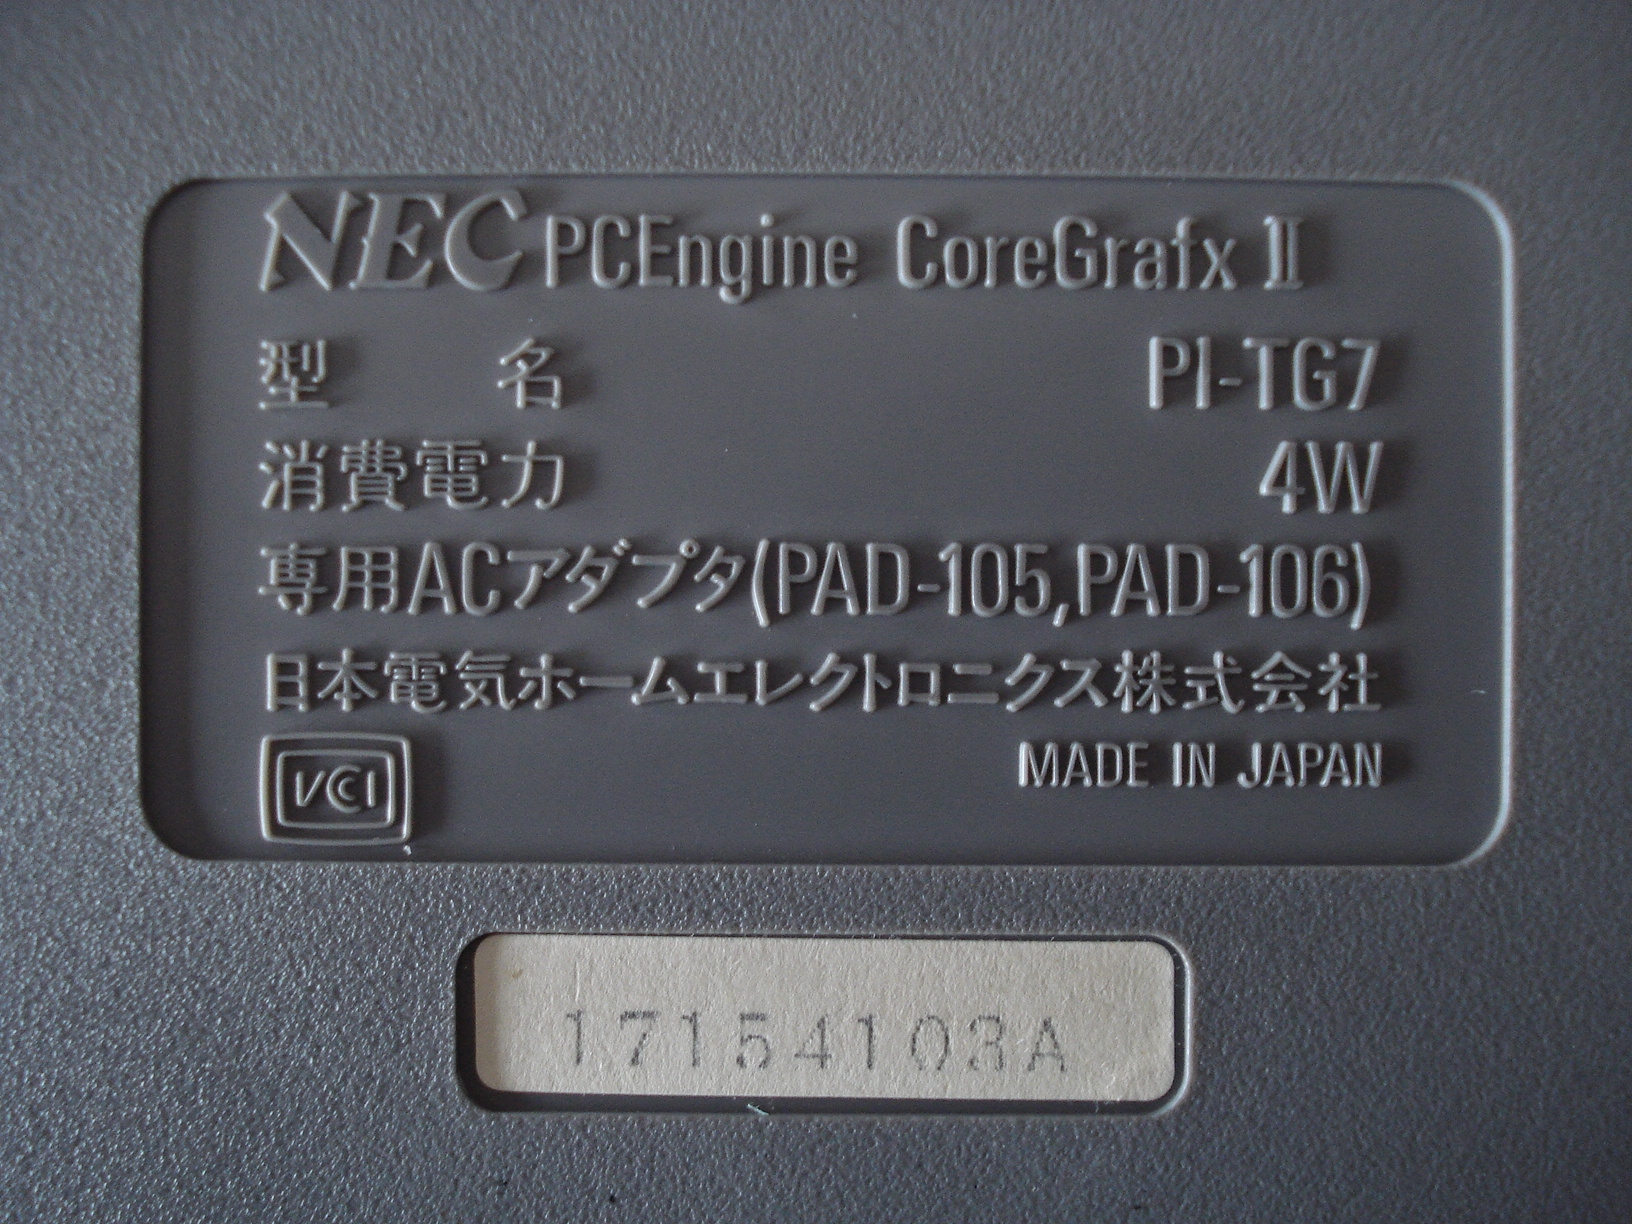 NEC PCEngine CoreGrafx II
型名 PI-TG7
消費電力 4W
専用ACアダプタ(PAD-105,PAD-106)
日本電気ホームエレクトロニクス株式会社
VCCI MADE IN JAPAN
17154103A